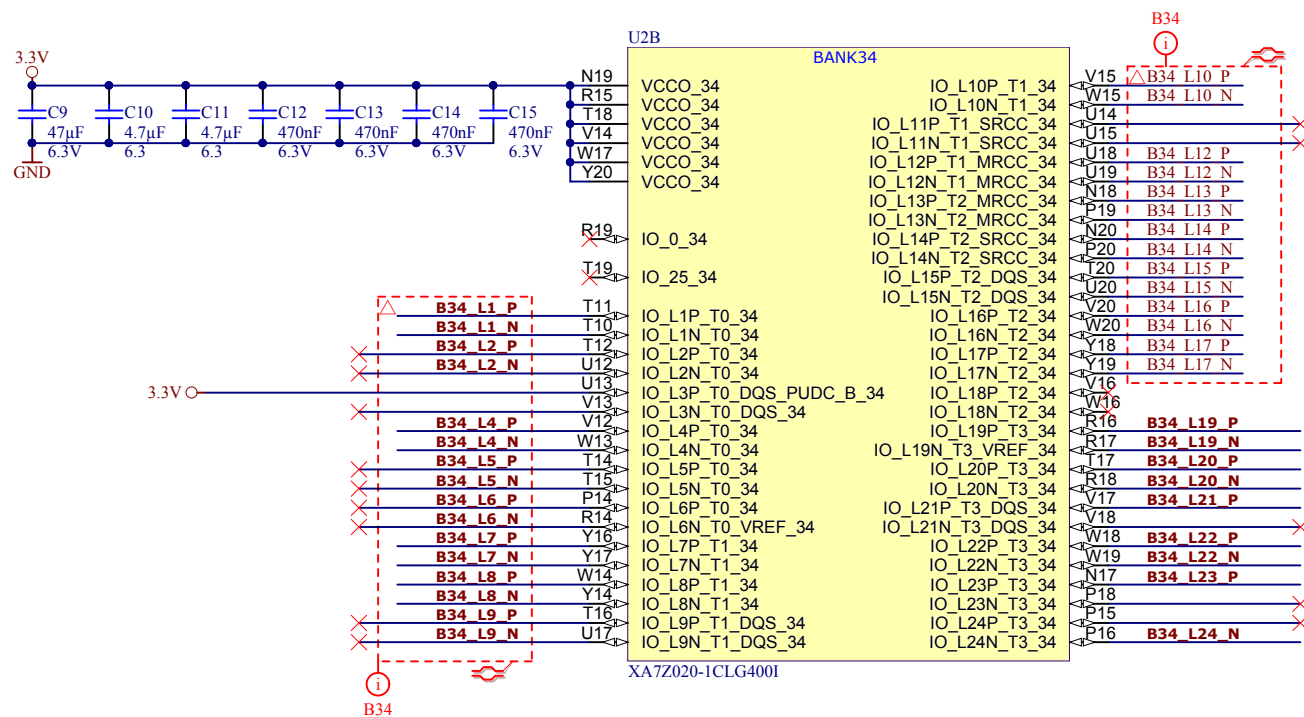 B34
i
U2B
BANK34
3.3V
C9
47µF
6.3V
C10
4.7µF
6.3
C11
4.7µF
6.3
C12
470nF
6.3V
C13
470nF
6.3V
C14
470nF
6.3V
C15
470nF
6.3V
GND
N19 VCCO_34
R15 VCCO_34
T18 VCCO_34
V14 VCCO_34
W17 VCCO_34
Y20 VCCO_34
R19 IO_0_34
T19 IO_25_34
B34_L1_P T11 IO_L1P_T0_34
B34_L1_N T10 IO_L1N_T0_34
B34_L2_P T12 IO_L2P_T0_34
B34_L2_N U12 IO_L2N_T0_34
3.3V U13 IO_L3P_T0_DQS_PUDC_B_34
V13 IO_L3N_T0_DQS_34
B34_L4_P V12 IO_L4P_T0_34
B34_L4_N W13 IO_L4N_T0_34
B34_L5_P T14 IO_L5P_T0_34
B34_L5_N T15 IO_L5N_T0_34
B34_L6_P P14 IO_L6P_T0_34
B34_L6_N R14 IO_L6N_T0_VREF_34
B34_L7_P Y16 IO_L7P_T1_34
B34_L7_N Y17 IO_L7N_T1_34
B34_L8_P W14 IO_L8P_T1_34
B34_L8_N Y14 IO_L8N_T1_34
B34_L9_P T16 IO_L9P_T1_DQS_34
B34_L9_N U17 IO_L9N_T1_DQS_34
IO_L10P_T1_34 V15 B34_L10_P
IO_L10N_T1_34 W15 B34_L10_N
IO_L11P_T1_SRCC_34 U14
IO_L11N_T1_SRCC_34 U15
IO_L12P_T1_MRCC_34 U18 B34_L12_P
IO_L12N_T1_MRCC_34 U19 B34_L12_N
IO_L13P_T2_MRCC_34 N18 B34_L13_P
IO_L13N_T2_MRCC_34 P19 B34_L13_N
IO_L14P_T2_SRCC_34 N20 B34_L14_P
IO_L14N_T2_SRCC_34 P20 B34_L14_N
IO_L15P_T2_DQS_34 T20 B34_L15_P
IO_L15N_T2_DQS_34 U20 B34_L15_N
IO_L16P_T2_34 V20 B34_L16_P
IO_L16N_T2_34 W20 B34_L16_N
IO_L17P_T2_34 Y18 B34_L17_P
IO_L17N_T2_34 Y19 B34_L17_N
IO_L18P_T2_34 V16
IO_L18N_T2_34 W16
IO_L19P_T3_34 R16 B34_L19_P
IO_L19N_T3_VREF_34 R17 B34_L19_N
IO_L20P_T3_34 T17 B34_L20_P
IO_L20N_T3_34 R18 B34_L20_N
IO_L21P_T3_DQS_34 V17 B34_L21_P
IO_L21N_T3_DQS_34 V18
IO_L22P_T3_34 W18 B34_L22_P
IO_L22N_T3_34 W19 B34_L22_N
IO_L23P_T3_34 N17 B34_L23_P
IO_L23N_T3_34 P18
IO_L24P_T3_34 P15
IO_L24N_T3_34 P16 B34_L24_N
XA7Z020-1CLG400I
i
B34